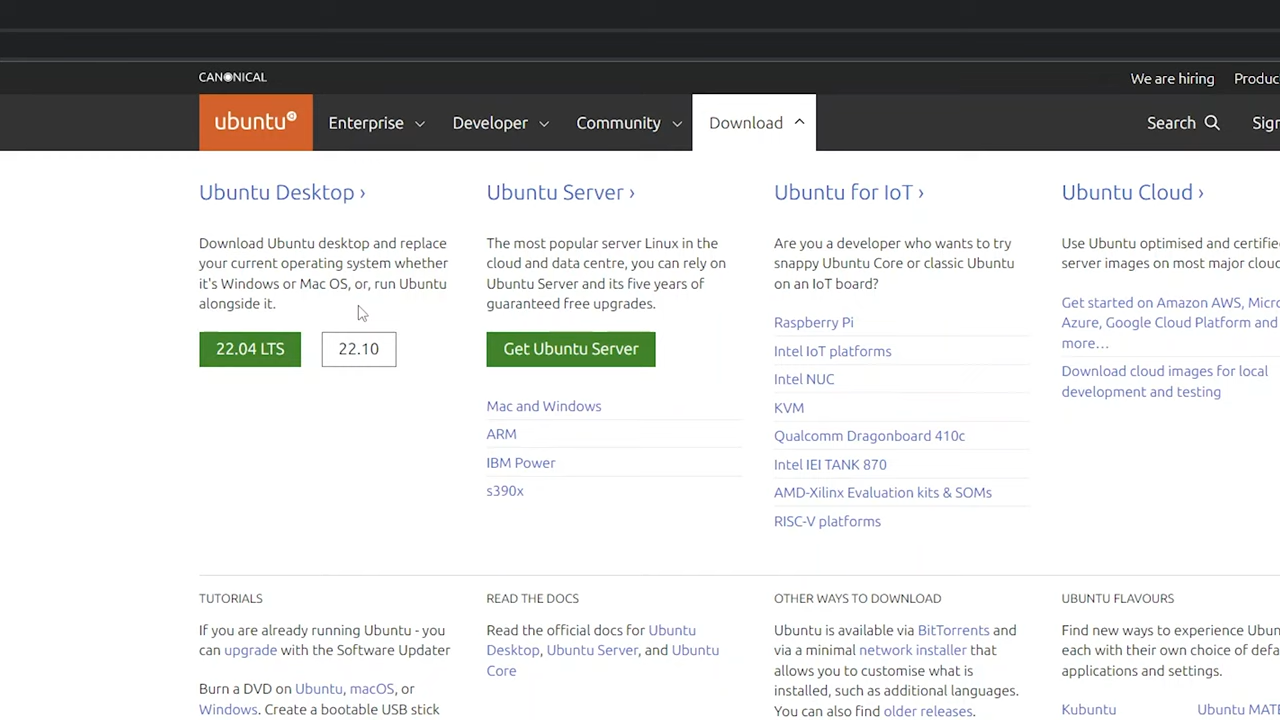 CANONICAL
We are hiring
ubuntu
Enterprise
Developer
Community
Download
Search
Ubuntu Desktop ›
Download Ubuntu desktop and replace
your current operating system whether
it's Windows or Mac OS, or, run Ubuntu
alongside it.
22.04 LTS
22.10
Ubuntu Server ›
The most popular server Linux in the
cloud and data centre, you can rely on
Ubuntu Server and its five years of
guaranteed free upgrades.
Get Ubuntu Server
Mac and Windows
ARM
IBM Power
s390x
Ubuntu for IoT ›
Are you a developer who wants to try
snappy Ubuntu Core or classic Ubuntu
on an IoT board?
Raspberry Pi
Intel IoT platforms
Intel NUC
KVM
Qualcomm Dragonboard 410c
Intel IEI TANK 870
AMD-Xilinx Evaluation kits & SOMs
RISC-V platforms
Ubuntu Cloud ›
Use Ubuntu optimised and certifie
server images on most major clou
Get started on Amazon AWS, Micro
Azure, Google Cloud Platform and
more…
Download cloud images for local
development and testing
TUTORIALS
If you are already running Ubuntu - you
can upgrade with the Software Updater
Burn a DVD on Ubuntu, macOS, or
Windows. Create a bootable USB stick
READ THE DOCS
Read the official docs for Ubuntu
Desktop, Ubuntu Server, and Ubuntu
Core
OTHER WAYS TO DOWNLOAD
Ubuntu is available via BitTorrents and
via a minimal network installer that
allows you to customise what is
installed, such as additional languages.
You can also find older releases.
UBUNTU FLAVOURS
Find new ways to experience Ubun
each with their own choice of defa
applications and settings.
Kubuntu
Ubuntu MATE